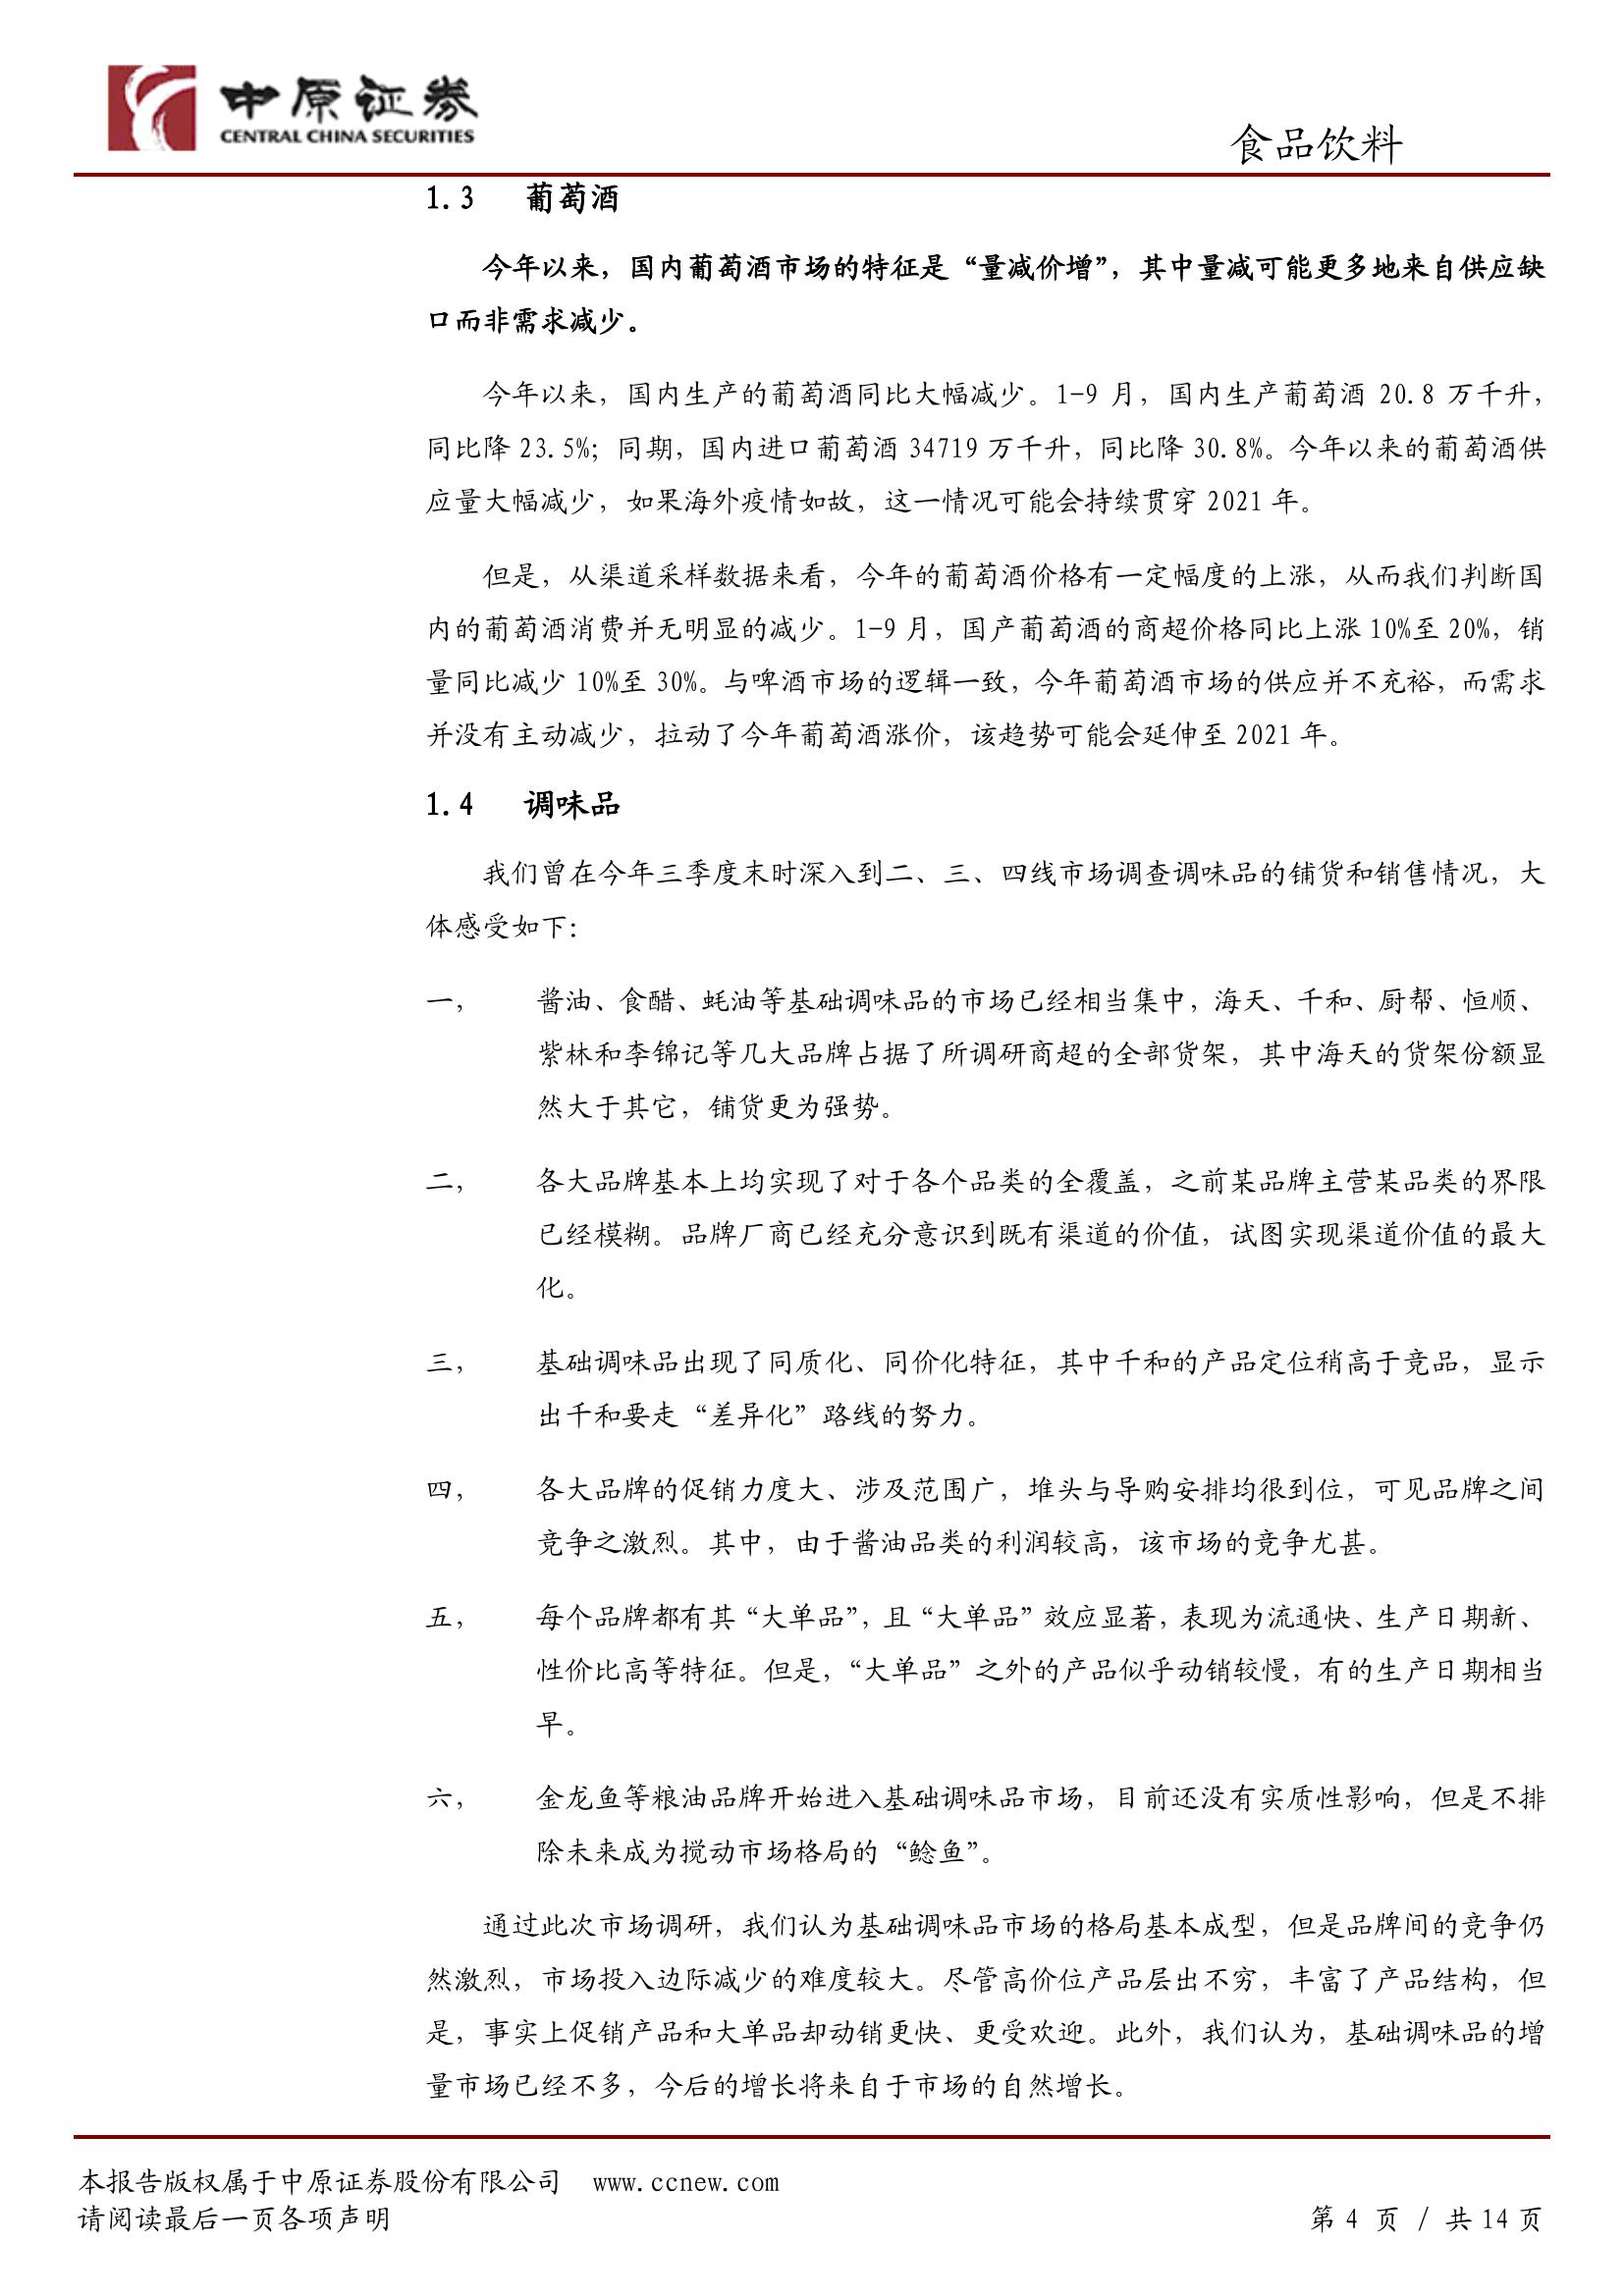 中原证券
CENTRAL CHINA SECURITIES
食品饮料
1.3 葡萄酒
今年以来，国内葡萄酒市场的特征是“量减价增”，其中量减可能更多地来自供应缺
口而非需求减少。
今年以来，国内生产的葡萄酒同比大幅减少。1-9 月，国内生产葡萄酒 20.8 万千升，
同比降 23.5%；同期，国内进口葡萄酒 34719 万千升，同比降 30.8%。今年以来的葡萄酒供
应量大幅减少，如果海外疫情如故，这一情况可能会持续贯穿 2021 年。
但是，从渠道采样数据来看，今年的葡萄酒价格有一定幅度的上涨，从而我们判断国
内的葡萄酒消费并无明显的减少。1-9 月，国产葡萄酒的商超价格同比上涨 10%至 20%，销
量同比减少 10%至 30%。与啤酒市场的逻辑一致，今年葡萄酒市场的供应并不充裕，而需求
并没有主动减少，拉动了今年葡萄酒涨价，该趋势可能会延伸至 2021 年。
1.4 调味品
我们曾在今年三季度末时深入到二、三、四线市场调查调味品的铺货和销售情况，大
体感受如下：
一， 酱油、食醋、蚝油等基础调味品的市场已经相当集中，海天、千和、厨帮、恒顺、
紫林和李锦记等几大品牌占据了所调研商超的全部货架，其中海天的货架份额显
然大于其它，铺货更为强势。
二， 各大品牌基本上均实现了对于各个品类的全覆盖，之前某品牌主营某品类的界限
已经模糊。品牌厂商已经充分意识到既有渠道的价值，试图实现渠道价值的最大
化。
三， 基础调味品出现了同质化、同价化特征，其中千和的产品定位稍高于竞品，显示
出千和要走“差异化”路线的努力。
四， 各大品牌的促销力度大、涉及范围广，堆头与导购安排均很到位，可见品牌之间
竞争之激烈。其中，由于酱油品类的利润较高，该市场的竞争尤甚。
五， 每个品牌都有其“大单品”，且“大单品”效应显著，表现为流通快、生产日期新、
性价比高等特征。但是，“大单品”之外的产品似乎动销较慢，有的生产日期相当
早。
六， 金龙鱼等粮油品牌开始进入基础调味品市场，目前还没有实质性影响，但是不排
除未来成为搅动市场格局的“鲶鱼”。
通过此次市场调研，我们认为基础调味品市场的格局基本成型，但是品牌间的竞争仍
然激烈，市场投入边际减少的难度较大。尽管高价位产品层出不穷，丰富了产品结构，但
是，事实上促销产品和大单品却动销更快、更受欢迎。此外，我们认为，基础调味品的增
量市场已经不多，今后的增长将来自于市场的自然增长。
本报告版权属于中原证券股份有限公司 www.ccnew.com
请阅读最后一页各项声明 第 4 页 / 共 14 页